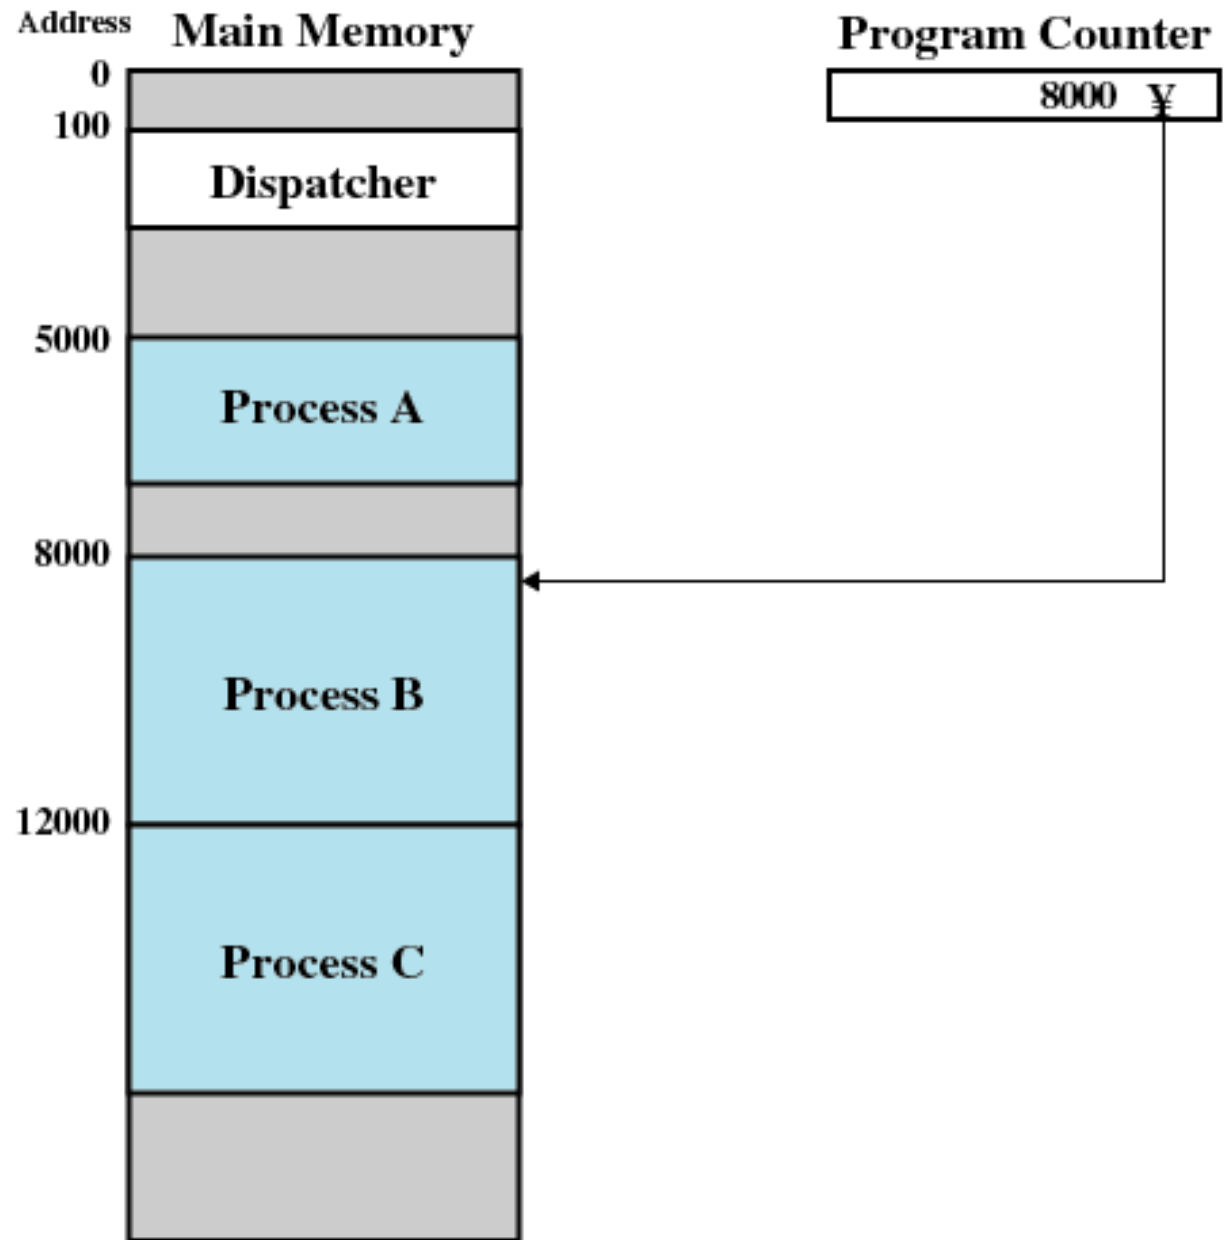 Address
Main Memory
Program Counter
0
8000 ¥
100
Dispatcher
5000
Process A
8000
Process B
12000
Process C